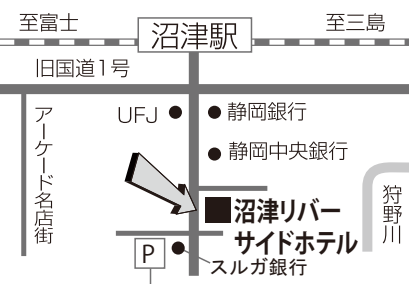 至富士
沼津駅
至三島
旧国道1号
UFJ
静岡銀行
静岡中央銀行
アーケード名店街
沼津リバー
サイドホテル
狩野川
P
スルガ銀行